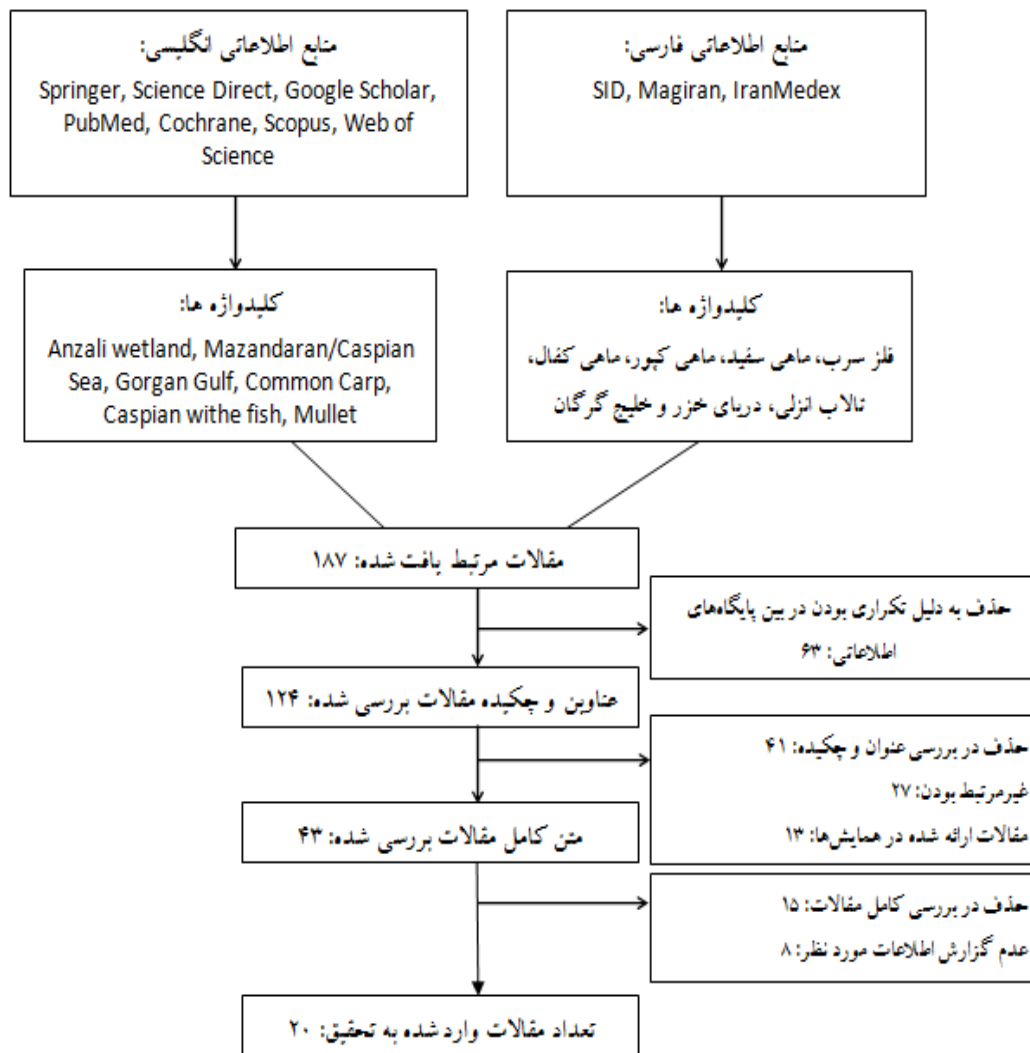 منابع اطلاعاتی انگلیسی:
Springer, Science Direct, Google Scholar,
PubMed, Cochrane, Scopus, Web of
Science
منابع اطلاعاتی فارسی:
SID, Magiran, IranMedex
کلیدواژه ها:
Anzali wetland, Mazandaran/Caspian
Sea, Gorgan Gulf, Common Carp,
Caspian withe fish, Mullet
کلیدواژه ها:
فلز سرب، ماهی سفید، ماهی کپور، ماهی کفال،
تالاب انزلی، دریای خزر و خلیج گرگان
مقالات مرتبط یافت شده: ۱۸۷
حذف به دلیل تکراری بودن در بین پایگاه‌های
اطلاعاتی: ۶۳
عناوین و چکیده مقالات بررسی شده: ۱۲۴
حذف در بررسی عنوان و چکیده: ۴۱
غیرمرتبط بودن: ۲۷
مقالات ارائه شده در همایش‌ها: ۱۳
متن کامل مقالات بررسی شده: ۴۳
حذف در بررسی کامل مقالات: ۱۵
عدم گزارش اطلاعات مورد نظر: ۸
تعداد مقالات وارد شده به تحقیق: ۲۰